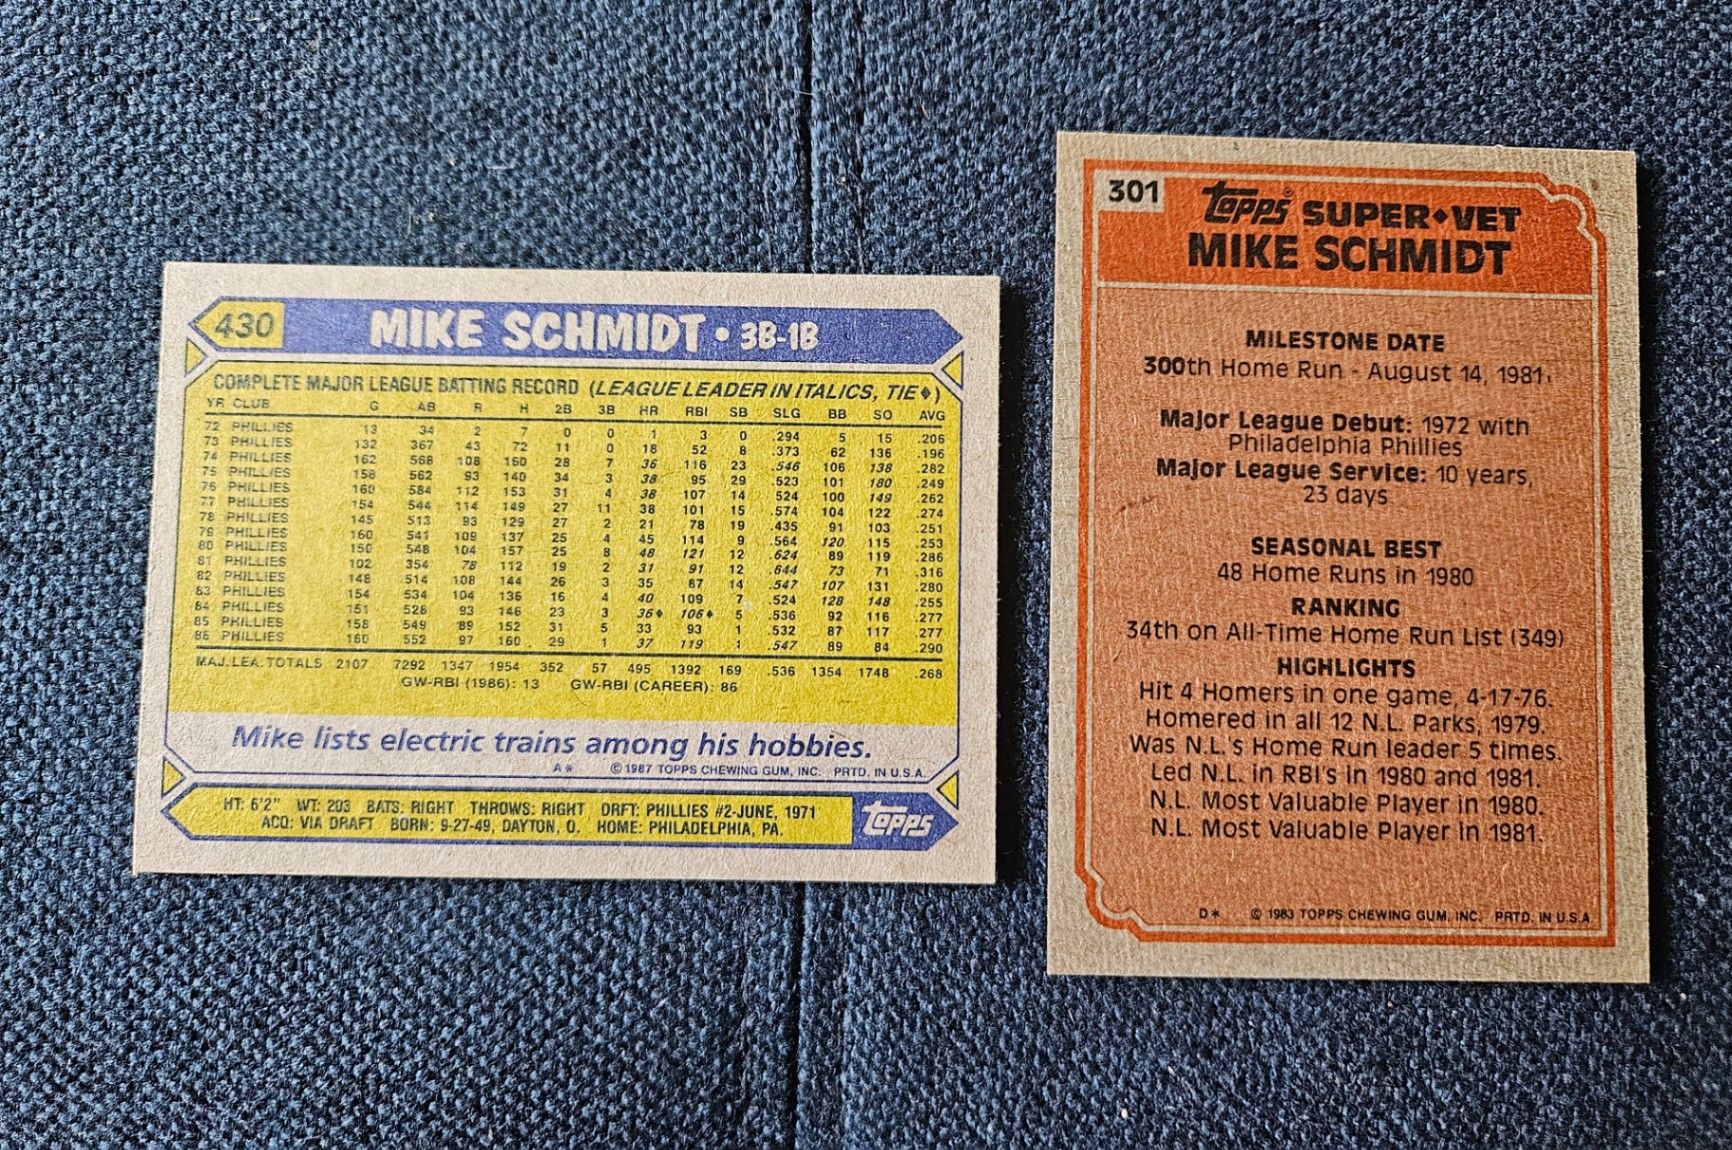 430
MIKE SCHMIDT • 3B-1B
COMPLETE MAJOR LEAGUE BATTING RECORD (LEAGUE LEADER IN ITALICS, TIE♦)
YR CLUB G AB R H 2B 3B HR RBI SB SLG BB SO AVG
72 PHILLIES 13 34 2 7 0 0 1 3 0 .294 5 15 .206
73 PHILLIES 132 367 43 72 11 0 18 52 8 .373 62 136 .196
74 PHILLIES 162 568 108 160 28 7 36 116 23 .546 106 138 .282
75 PHILLIES 158 562 93 140 34 3 38 95 29 .523 101 180 .249
76 PHILLIES 160 584 112 153 31 4 38 107 14 .524 100 149 .262
77 PHILLIES 154 544 114 149 27 11 38 101 15 .574 104 122 .274
78 PHILLIES 145 513 93 129 27 2 21 78 19 .435 91 103 .251
79 PHILLIES 160 541 109 137 25 4 45 114 9 .564 120 115 .253
80 PHILLIES 150 548 104 157 25 8 48 121 12 .624 89 119 .286
81 PHILLIES 102 354 78 112 19 2 31 91 12 .644 73 71 .316
82 PHILLIES 148 514 108 144 26 3 35 87 14 .547 107 131 .280
83 PHILLIES 154 534 104 136 16 4 40 109 7 .524 128 148 .255
84 PHILLIES 151 528 93 146 23 3 36♦ 106♦ 5 .536 92 116 .277
85 PHILLIES 158 549 89 152 31 5 33 93 1 .532 87 117 .277
86 PHILLIES 160 552 97 160 29 1 37 119 1 .547 89 84 .290
MAJ. LEA. TOTALS 2107 7292 1347 1954 352 57 495 1392 169 .536 1354 1748 .268
GW-RBI (1986): 13 GW-RBI (CAREER): 86
Mike lists electric trains among his hobbies.
A* © 1987 TOPPS CHEWING GUM, INC. PRTD. IN U.S.A.
HT: 6'2" WT: 203 BATS: RIGHT THROWS: RIGHT DRFT: PHILLIES #2-JUNE, 1971
ACQ: VIA DRAFT BORN: 9-27-49, DAYTON, O. HOME: PHILADELPHIA, PA.
Topps
301
Topps® SUPER♦VET
MIKE SCHMIDT
MILESTONE DATE
300th Home Run - August 14, 1981.
Major League Debut: 1972 with
Philadelphia Phillies
Major League Service: 10 years,
23 days
SEASONAL BEST
48 Home Runs in 1980
RANKING
34th on All-Time Home Run List (349)
HIGHLIGHTS
Hit 4 Homers in one game, 4-17-76.
Homered in all 12 N.L. Parks, 1979.
Was N.L.'s Home Run leader 5 times.
Led N.L. in RBI's in 1980 and 1981.
N.L. Most Valuable Player in 1980.
N.L. Most Valuable Player in 1981.
D* © 1983 TOPPS CHEWING GUM, INC. PRTD. IN U.S.A.